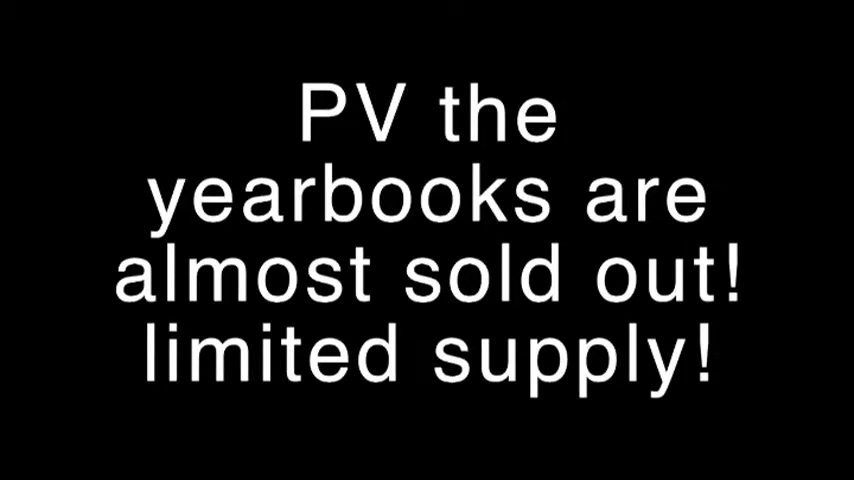 PV the
yearbooks are
almost sold out!
limited supply!